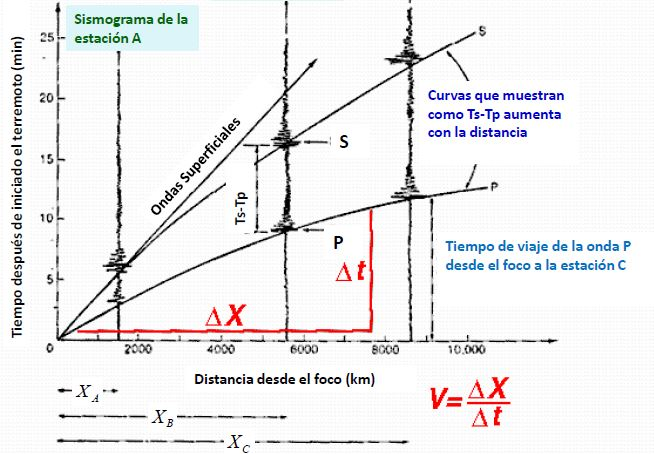 Sismograma de la
estación A
Tiempo después de iniciado el terremoto (min)
25
20
15
10
5
0
Ondas Superficiales
S
Curvas que muestran
como Ts-Tp aumenta
con la distancia
S
Ts-Tp
P
P
Tiempo de viaje de la onda P
desde el foco a la estación C
Δt
ΔX
2000
4000
6000
8000
10,000
Distancia desde el foco (km)
X_A
X_B
X_C
V=ΔX/Δt